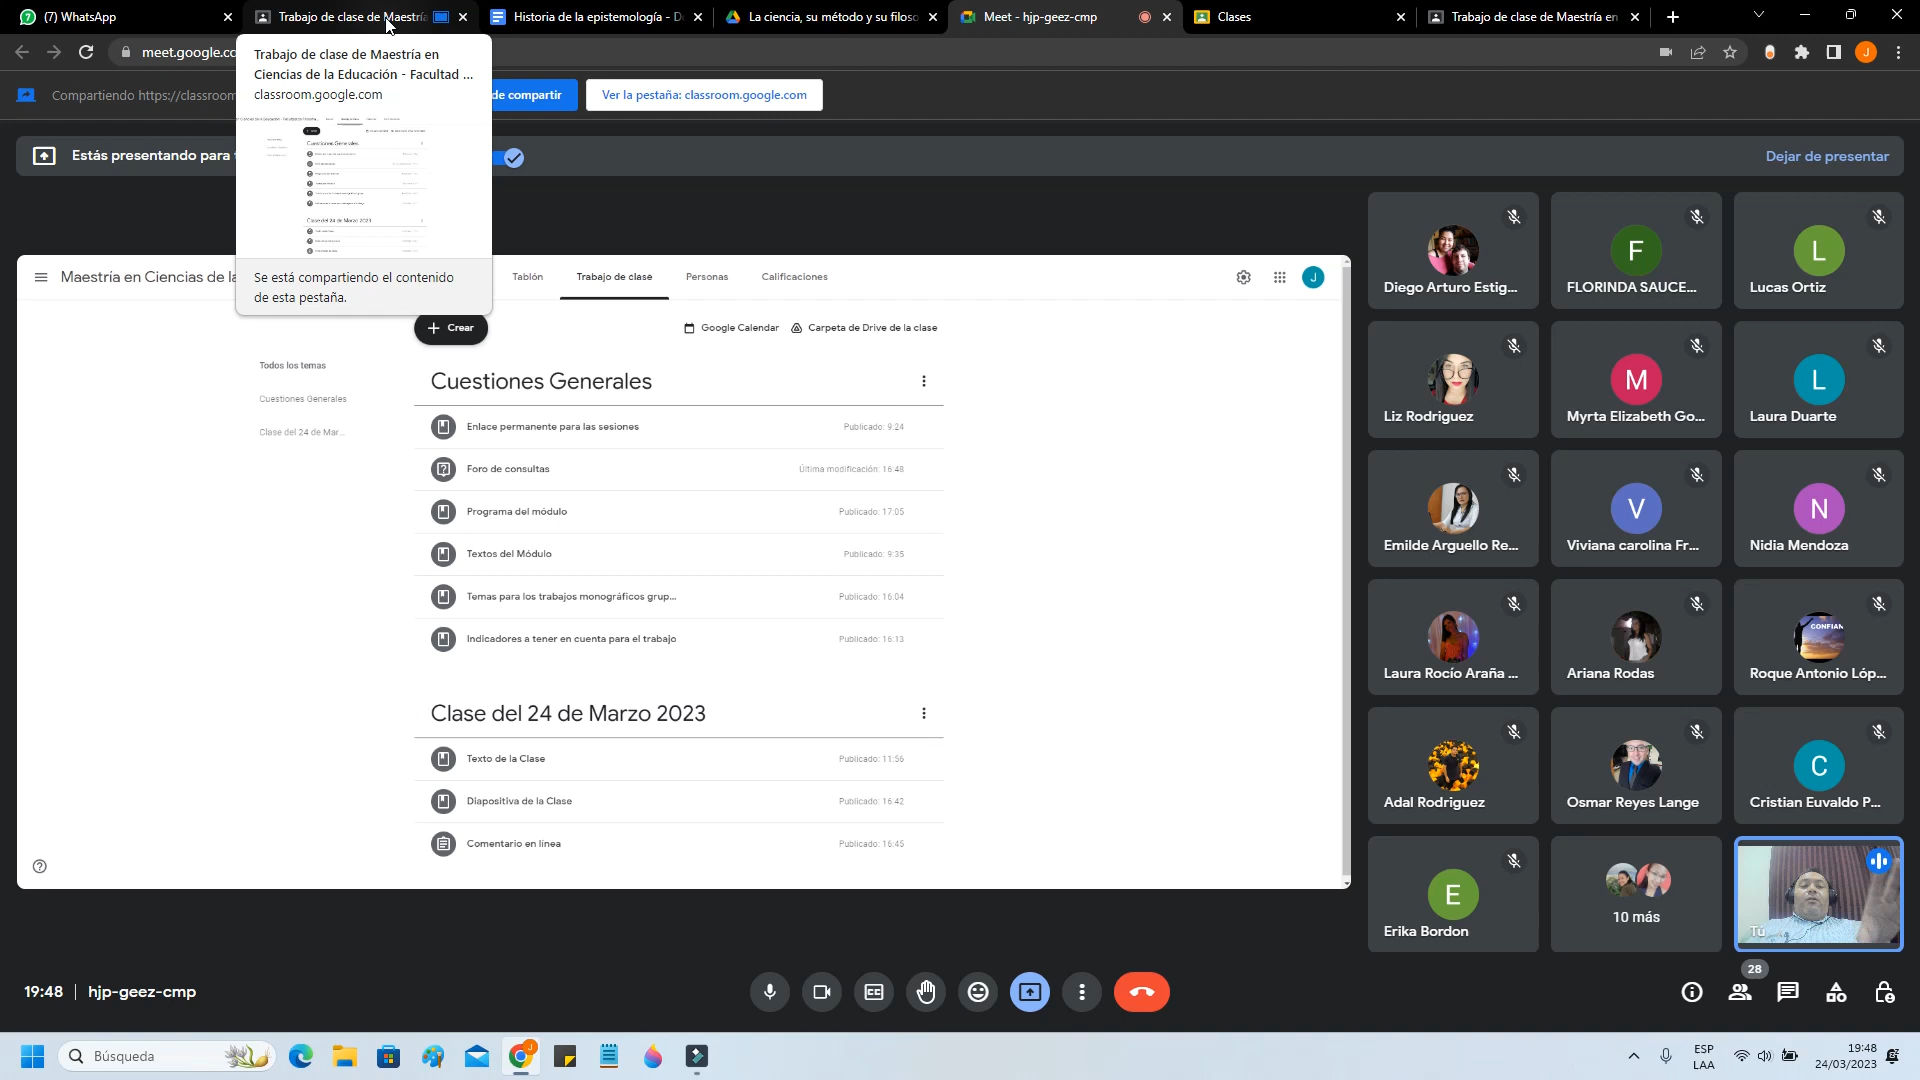 (7) WhatsApp
Trabajo de clase de Maestría
Historia de la epistemología - D
La ciencia, su método y su filoso
Meet - hjp-geez-cmp
Clases
Trabajo de clase de Maestría en
meet.google.co
J
Trabajo de clase de Maestría en
Ciencias de la Educación - Facultad ...
classroom.google.com
Compartiendo https://classroom
de compartir
Ver la pestaña: classroom.google.com
Cuestiones Generales
Clase del 24 de Marzo 2023
Se está compartiendo el contenido
de esta pestaña.
Estás presentando para t
Dejar de presentar
Maestría en Ciencias de la
Tablón
Trabajo de clase
Personas
Calificaciones
J
Crear
Google Calendar
Carpeta de Drive de la clase
Todos los temas
Cuestiones Generales
Clase del 24 de Mar...
Cuestiones Generales
Enlace permanente para las sesiones
Publicado: 9:24
Foro de consultas
Última modificación: 16:48
Programa del módulo
Publicado: 17:05
Textos del Módulo
Publicado: 9:35
Temas para los trabajos monográficos grup...
Publicado: 16:04
Indicadores a tener en cuenta para el trabajo
Publicado: 16:13
Clase del 24 de Marzo 2023
Texto de la Clase
Publicado: 11:56
Diapositiva de la Clase
Publicado: 16:42
Comentario en línea
Publicado: 16:45
Diego Arturo Estig...
F
FLORINDA SAUCE...
L
Lucas Ortiz
Liz Rodriguez
M
Myrta Elizabeth Go...
L
Laura Duarte
Emilde Arguello Re...
V
Viviana carolina Fr...
N
Nidia Mendoza
Laura Rocío Araña ...
Ariana Rodas
CONFIAN
Roque Antonio Lóp...
Adal Rodriguez
Osmar Reyes Lange
C
Cristian Euvaldo P...
E
Erika Bordon
10 más
Tú
19:48 | hjp-geez-cmp
28
Búsqueda
ESP
LAA
19:48
24/03/2023